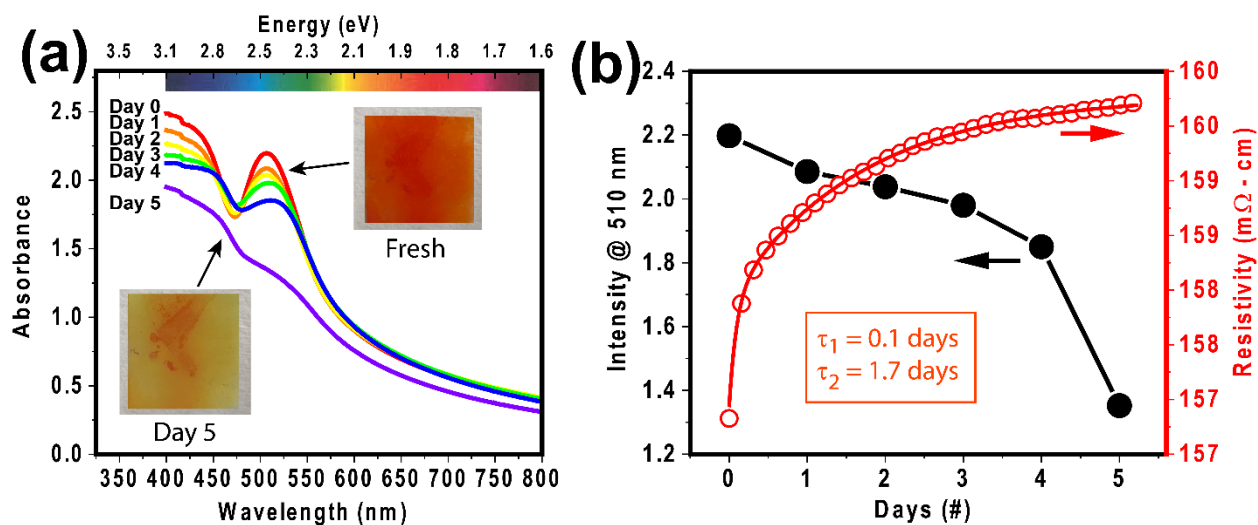 (a)
Energy (eV)
3.5 3.1 2.8 2.5 2.3 2.1 1.9 1.8 1.7 1.6
Absorbance
2.5
2.0
1.5
1.0
0.5
0.0
Day 0
Day 1
Day 2
Day 3
Day 4
Day 5
Fresh
Day 5
350 400 450 500 550 600 650 700 750 800
Wavelength (nm)
(b)
Intensity @ 510 nm
2.4
2.2
2.0
1.8
1.6
1.4
1.2
τ1 = 0.1 days
τ2 = 1.7 days
160
160
159
159
158
158
157
157
Resistivity (mΩ - cm)
0 1 2 3 4 5
Days (#)